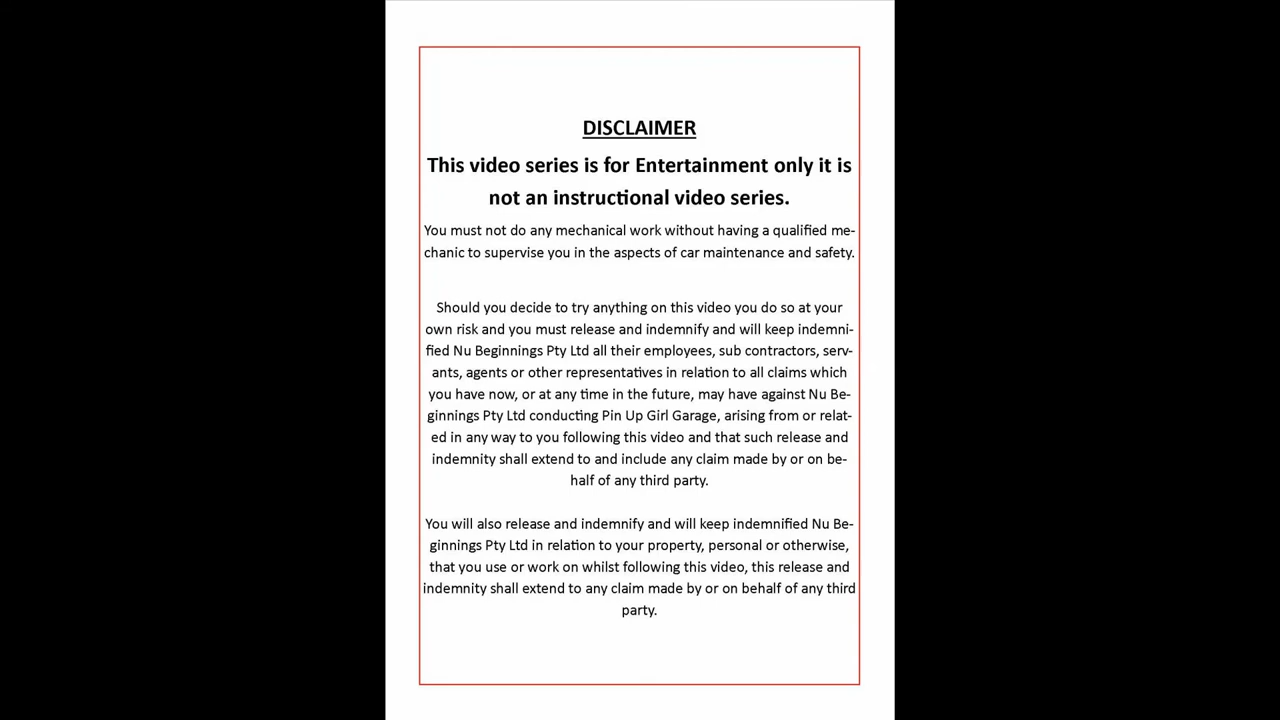 DISCLAIMER
This video series is for Entertainment only it is
not an instructional video series.
You must not do any mechanical work without having a qualified me-
chanic to supervise you in the aspects of car maintenance and safety.
Should you decide to try anything on this video you do so at your
own risk and you must release and indemnify and will keep indemni-
fied Nu Beginnings Pty Ltd all their employees, sub contractors, serv-
ants, agents or other representatives in relation to all claims which
you have now, or at any time in the future, may have against Nu Be-
ginnings Pty Ltd conducting Pin Up Girl Garage, arising from or relat-
ed in any way to you following this video and that such release and
indemnity shall extend to and include any claim made by or on be-
half of any third party.
You will also release and indemnify and will keep indemnified Nu Be-
ginnings Pty Ltd in relation to your property, personal or otherwise,
that you use or work on whilst following this video, this release and
indemnity shall extend to any claim made by or on behalf of any third
party.